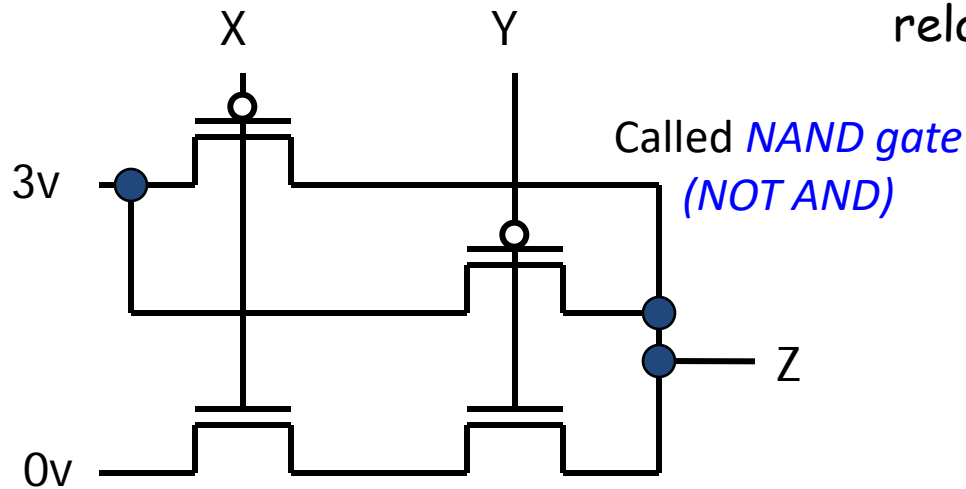 X
Y
Called NAND gate
(NOT AND)
3v
Z
0v